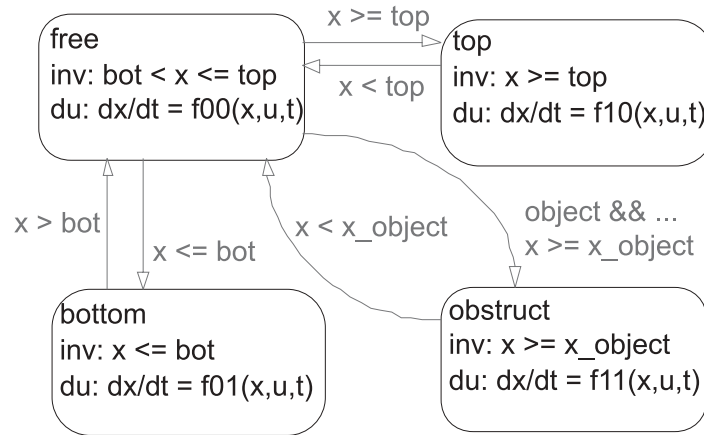 x >= top
free
inv: bot < x <= top
du: dx/dt = f00(x,u,t)
top
inv: x >= top
du: dx/dt = f10(x,u,t)
x < top
x > bot
x <= bot
x < x_object
object && ...
x >= x_object
bottom
inv: x <= bot
du: dx/dt = f01(x,u,t)
obstruct
inv: x >= x_object
du: dx/dt = f11(x,u,t)